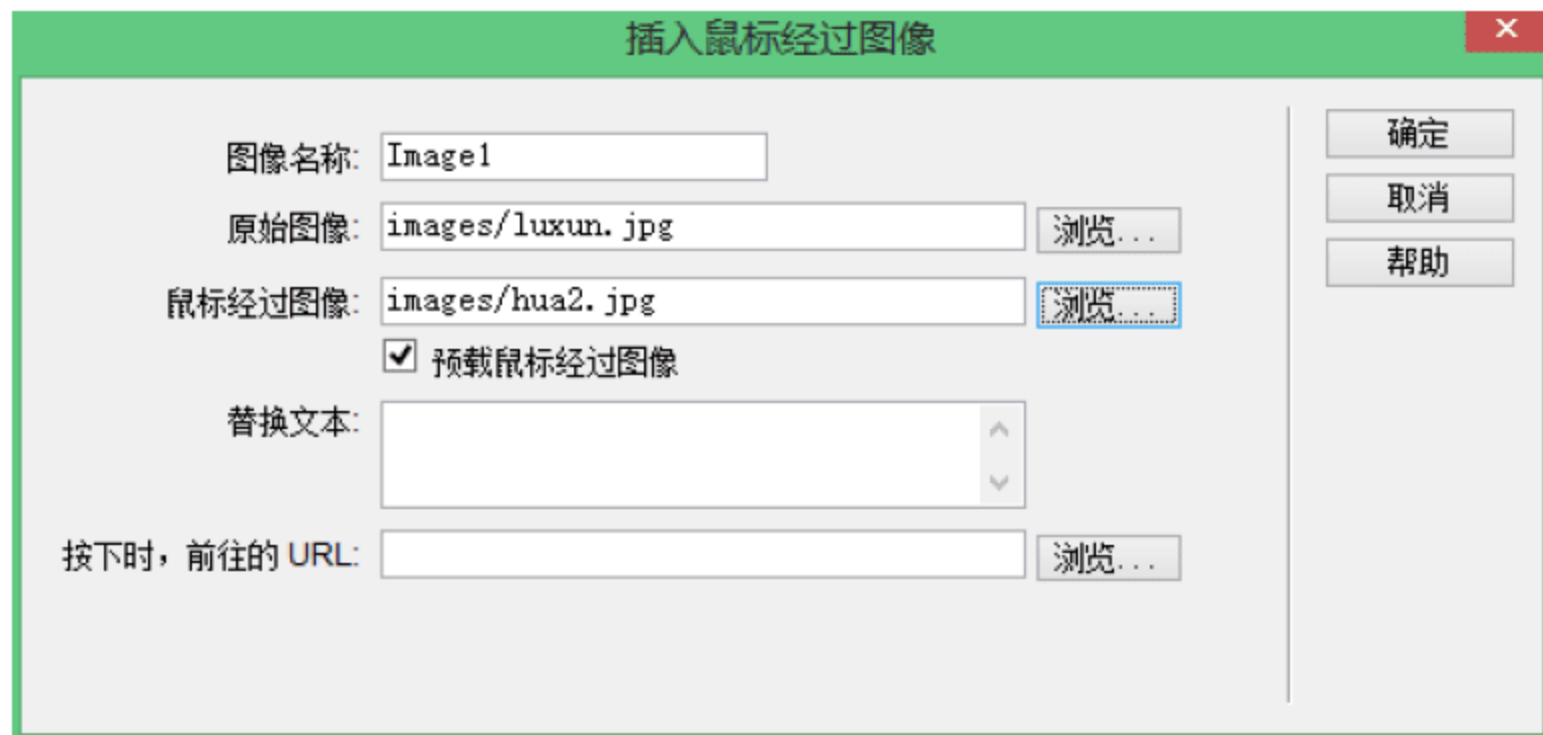 插入鼠标经过图像
图像名称: Image1
确定
原始图像: images/luxun.jpg 浏览...
取消
鼠标经过图像: images/hua2.jpg 浏览...
帮助
预载鼠标经过图像
替换文本:
按下时，前往的 URL: 浏览...